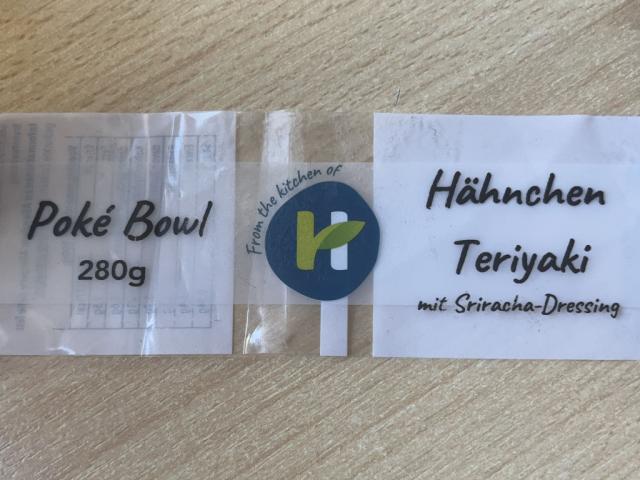 Poké Bowl
280g
From the kitchen of
H
Hähnchen
Teriyaki
mit Sriracha-Dressing